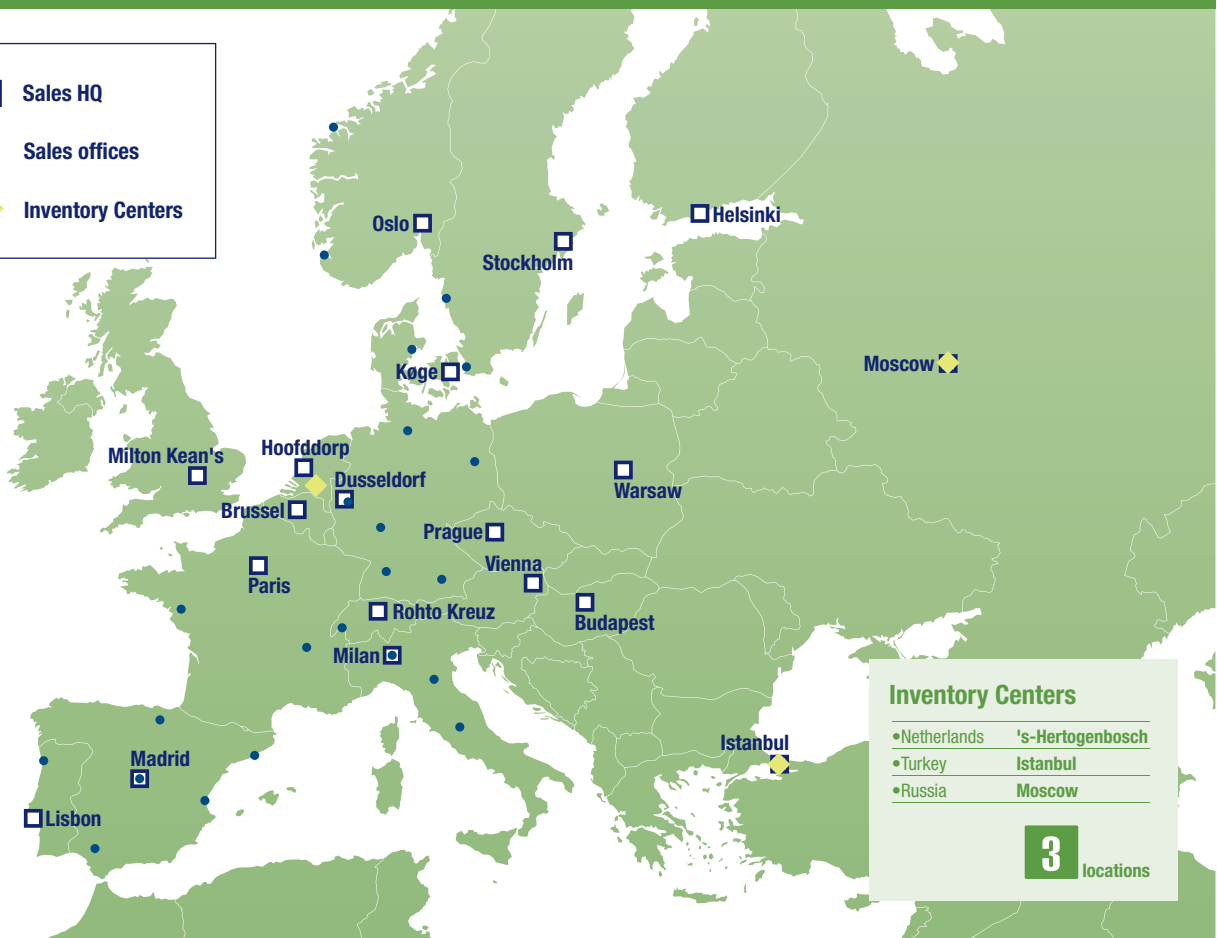 Sales HQ
Sales offices
Inventory Centers
Oslo
Helsinki
Stockholm
Moscow
Køge
Hoofddorp
Milton Kean's
Dusseldorf
Warsaw
Brussel
Prague
Vienna
Paris
Rohto Kreuz
Budapest
Milan
Istanbul
Madrid
Lisbon
Inventory Centers
•Netherlands 's-Hertogenbosch
•Turkey Istanbul
•Russia Moscow
3 locations